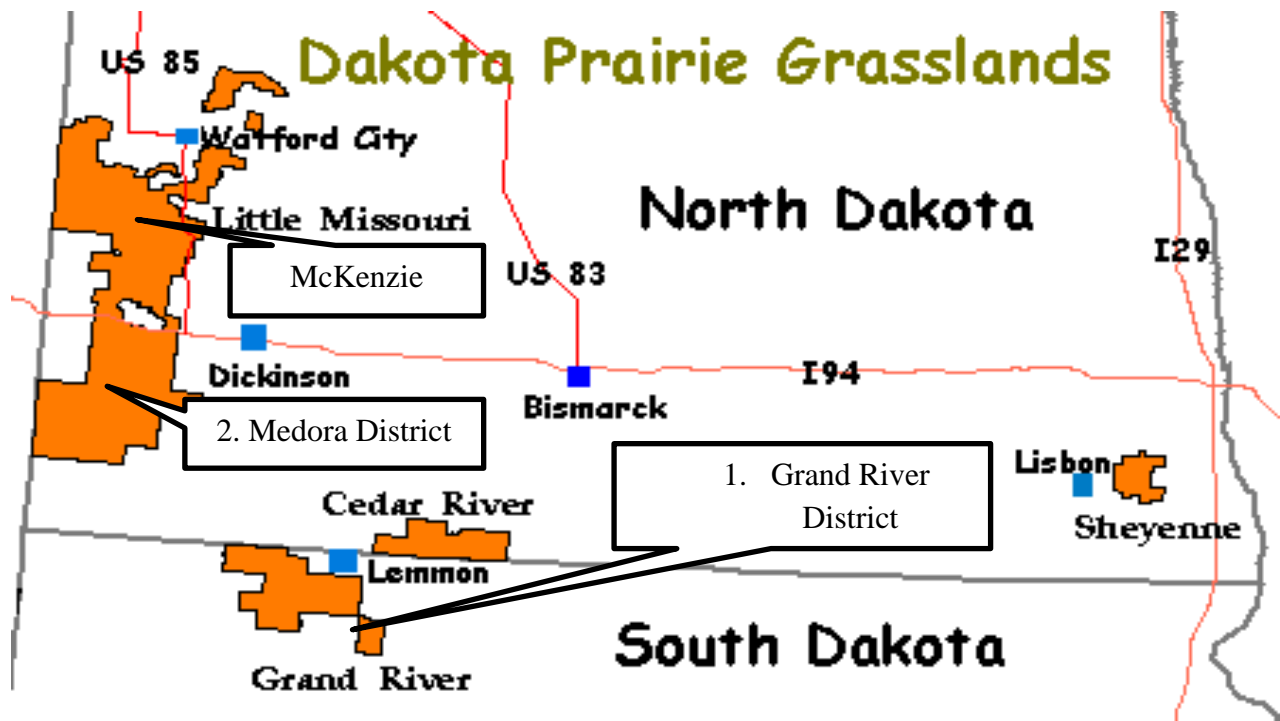 US 85
Dakota Prairie Grasslands
Watford City
North Dakota
Little Missouri
I29
McKenzie
US 83
Dickinson
I94
Bismarck
2. Medora District
Lisbon
1. Grand River
District
Cedar River
Sheyenne
Lemmon
South Dakota
Grand River